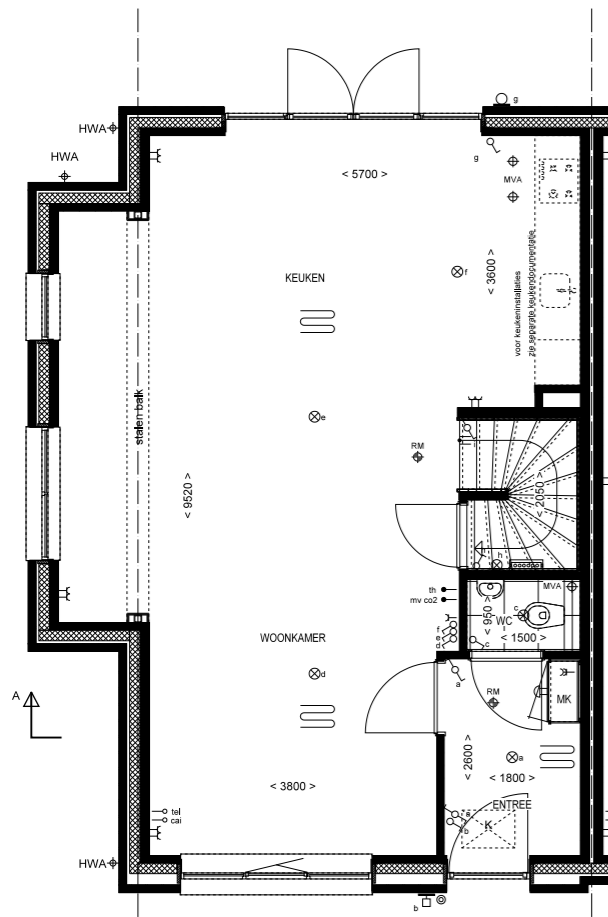 g
HWA
HWA
g
< 5700 >
MVA
< 3600 >
f
KEUKEN
voor keukeninstallaties
zie separate keukendocumentatie
stalen balk
e
RM
< 9520 >
< 2050 >
h
th
mv co2
MVA
< 950 >
c
WC
f
e
d
c
< 1500 >
WOONKAMER
a
d
RM
MK
A
< 2600 >
a
< 1800 >
< 3800 >
ENTREE
tel
cai
a
b
K
HWA
b